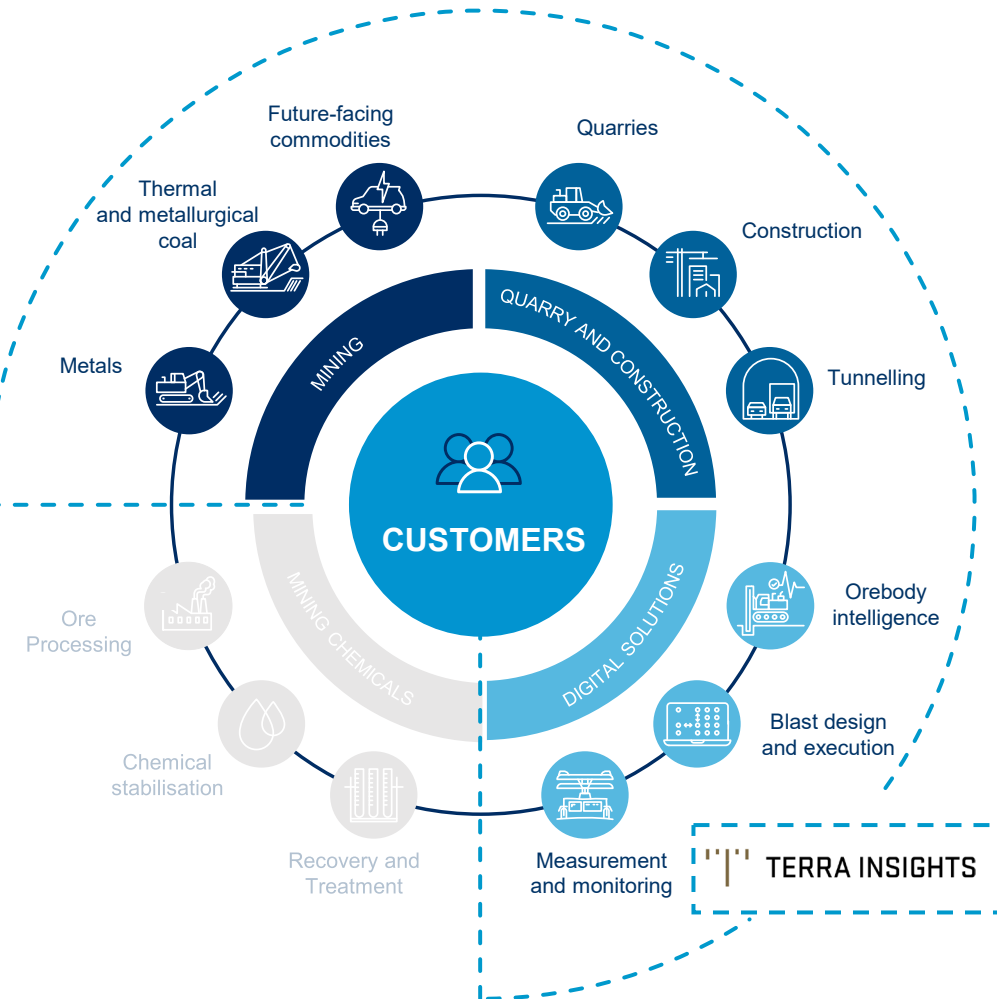 Future-facing
commodities
Quarries
Thermal
and metallurgical
coal
Construction
Metals
Tunnelling
MINING
QUARRY AND CONSTRUCTION
CUSTOMERS
MINING CHEMICALS
DIGITAL SOLUTIONS
Ore
Processing
Orebody
intelligence
Chemical
stabilisation
Blast design
and execution
Recovery and
Treatment
Measurement
and monitoring
TERRA INSIGHTS